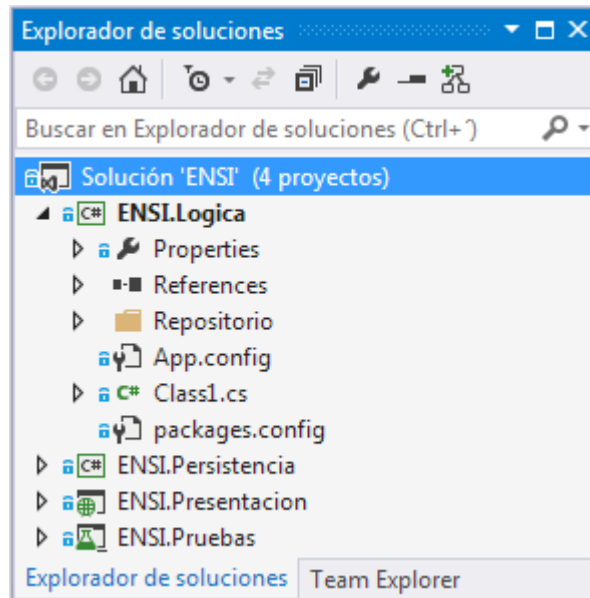 Explorador de soluciones
Buscar en Explorador de soluciones (Ctrl+´)
Solución 'ENSI' (4 proyectos)
C# ENSI.Logica
Properties
References
Repositorio
App.config
C# Class1.cs
packages.config
C# ENSI.Persistencia
ENSI.Presentacion
ENSI.Pruebas
Explorador de soluciones Team Explorer